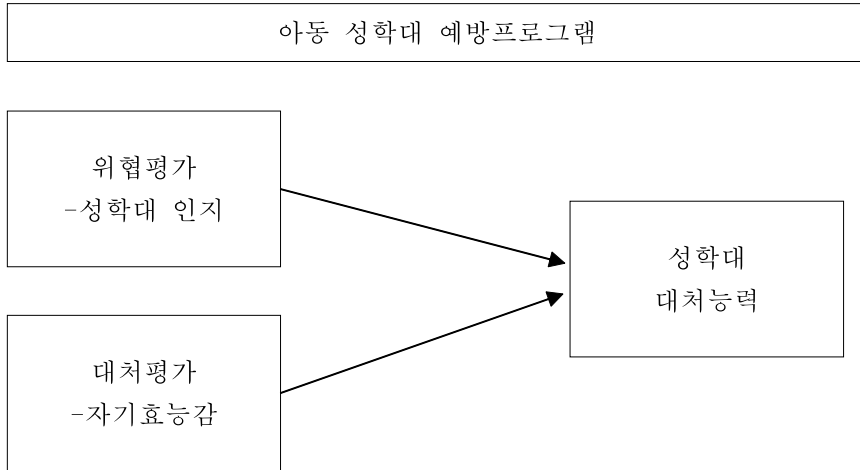 아동 성학대 예방프로그램
위협평가
-성학대 인지
성학대
대처능력
대처평가
-자기효능감